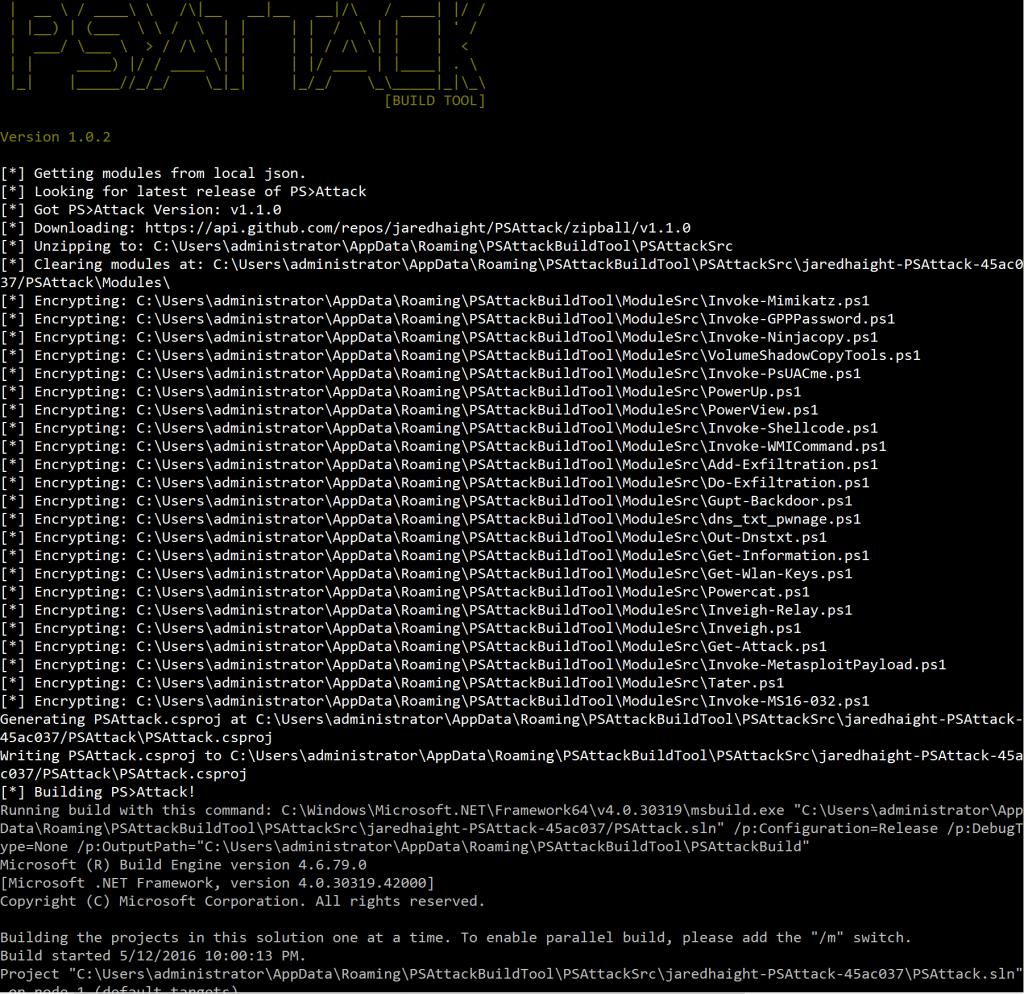 [BUILD TOOL]
Version 1.0.2
[*] Getting modules from local json.
[*] Looking for latest release of PS>Attack
[*] Got PS>Attack Version: v1.1.0
[*] Downloading: https://api.github.com/repos/jaredhaight/PSAttack/zipball/v1.1.0
[*] Unzipping to: C:\Users\administrator\AppData\Roaming\PSAttackBuildTool\PSAttackSrc
[*] Clearing modules at: C:\Users\administrator\AppData\Roaming\PSAttackBuildTool\PSAttackSrc\jaredhaight-PSAttack-45ac0
37/PSAttack\Modules\
[*] Encrypting: C:\Users\administrator\AppData\Roaming\PSAttackBuildTool\ModuleSrc\Invoke-Mimikatz.ps1
[*] Encrypting: C:\Users\administrator\AppData\Roaming\PSAttackBuildTool\ModuleSrc\Invoke-GPPPassword.ps1
[*] Encrypting: C:\Users\administrator\AppData\Roaming\PSAttackBuildTool\ModuleSrc\Invoke-Ninjacopy.ps1
[*] Encrypting: C:\Users\administrator\AppData\Roaming\PSAttackBuildTool\ModuleSrc\VolumeShadowCopyTools.ps1
[*] Encrypting: C:\Users\administrator\AppData\Roaming\PSAttackBuildTool\ModuleSrc\Invoke-PsUACme.ps1
[*] Encrypting: C:\Users\administrator\AppData\Roaming\PSAttackBuildTool\ModuleSrc\PowerUp.ps1
[*] Encrypting: C:\Users\administrator\AppData\Roaming\PSAttackBuildTool\ModuleSrc\PowerView.ps1
[*] Encrypting: C:\Users\administrator\AppData\Roaming\PSAttackBuildTool\ModuleSrc\Invoke-Shellcode.ps1
[*] Encrypting: C:\Users\administrator\AppData\Roaming\PSAttackBuildTool\ModuleSrc\Invoke-WMICommand.ps1
[*] Encrypting: C:\Users\administrator\AppData\Roaming\PSAttackBuildTool\ModuleSrc\Add-Exfiltration.ps1
[*] Encrypting: C:\Users\administrator\AppData\Roaming\PSAttackBuildTool\ModuleSrc\Do-Exfiltration.ps1
[*] Encrypting: C:\Users\administrator\AppData\Roaming\PSAttackBuildTool\ModuleSrc\Gupt-Backdoor.ps1
[*] Encrypting: C:\Users\administrator\AppData\Roaming\PSAttackBuildTool\ModuleSrc\dns_txt_pwnage.ps1
[*] Encrypting: C:\Users\administrator\AppData\Roaming\PSAttackBuildTool\ModuleSrc\Out-Dnstxt.ps1
[*] Encrypting: C:\Users\administrator\AppData\Roaming\PSAttackBuildTool\ModuleSrc\Get-Information.ps1
[*] Encrypting: C:\Users\administrator\AppData\Roaming\PSAttackBuildTool\ModuleSrc\Get-Wlan-Keys.ps1
[*] Encrypting: C:\Users\administrator\AppData\Roaming\PSAttackBuildTool\ModuleSrc\Powercat.ps1
[*] Encrypting: C:\Users\administrator\AppData\Roaming\PSAttackBuildTool\ModuleSrc\Inveigh-Relay.ps1
[*] Encrypting: C:\Users\administrator\AppData\Roaming\PSAttackBuildTool\ModuleSrc\Inveigh.ps1
[*] Encrypting: C:\Users\administrator\AppData\Roaming\PSAttackBuildTool\ModuleSrc\Get-Attack.ps1
[*] Encrypting: C:\Users\administrator\AppData\Roaming\PSAttackBuildTool\ModuleSrc\Invoke-MetasploitPayload.ps1
[*] Encrypting: C:\Users\administrator\AppData\Roaming\PSAttackBuildTool\ModuleSrc\Tater.ps1
[*] Encrypting: C:\Users\administrator\AppData\Roaming\PSAttackBuildTool\ModuleSrc\Invoke-MS16-032.ps1
Generating PSAttack.csproj at C:\Users\administrator\AppData\Roaming\PSAttackBuildTool\PSAttackSrc\jaredhaight-PSAttack-
45ac037/PSAttack\PSAttack.csproj
Writing PSAttack.csproj to C:\Users\administrator\AppData\Roaming\PSAttackBuildTool\PSAttackSrc\jaredhaight-PSAttack-45a
c037/PSAttack\PSAttack.csproj
[*] Building PS>Attack!
Running build with this command: C:\Windows\Microsoft.NET\Framework64\v4.0.30319\msbuild.exe "C:\Users\administrator\App
Data\Roaming\PSAttackBuildTool\PSAttackSrc\jaredhaight-PSAttack-45ac037/PSAttack.sln" /p:Configuration=Release /p:DebugT
ype=None /p:OutputPath="C:\Users\administrator\AppData\Roaming\PSAttackBuildTool\PSAttackBuild"
Microsoft (R) Build Engine version 4.6.79.0
[Microsoft .NET Framework, version 4.0.30319.42000]
Copyright (C) Microsoft Corporation. All rights reserved.
Building the projects in this solution one at a time. To enable parallel build, please add the "/m" switch.
Build started 5/12/2016 10:00:13 PM.
Project "C:\Users\administrator\AppData\Roaming\PSAttackBuildTool\PSAttackSrc\jaredhaight-PSAttack-45ac037\PSAttack.sln"
on node 1 (default targets)